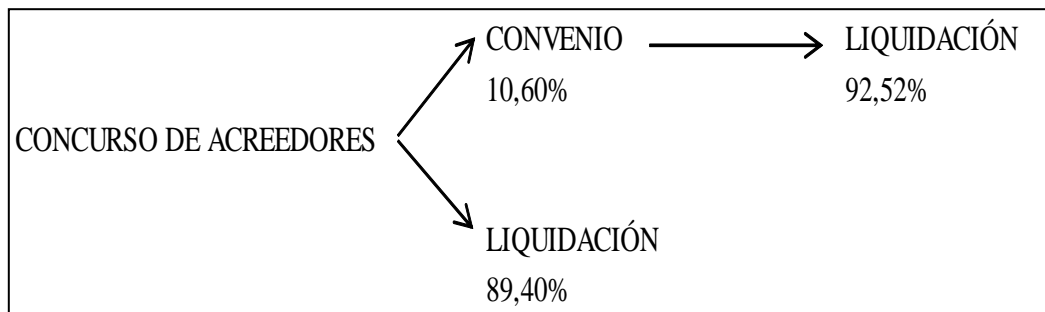 CONVENIO
10,60%
LIQUIDACIÓN
92,52%
CONCURSO DE ACREEDORES
LIQUIDACIÓN
89,40%